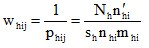 w_hij = 1/p_hij = N_h n'_hi / s_h n_hi m_hi